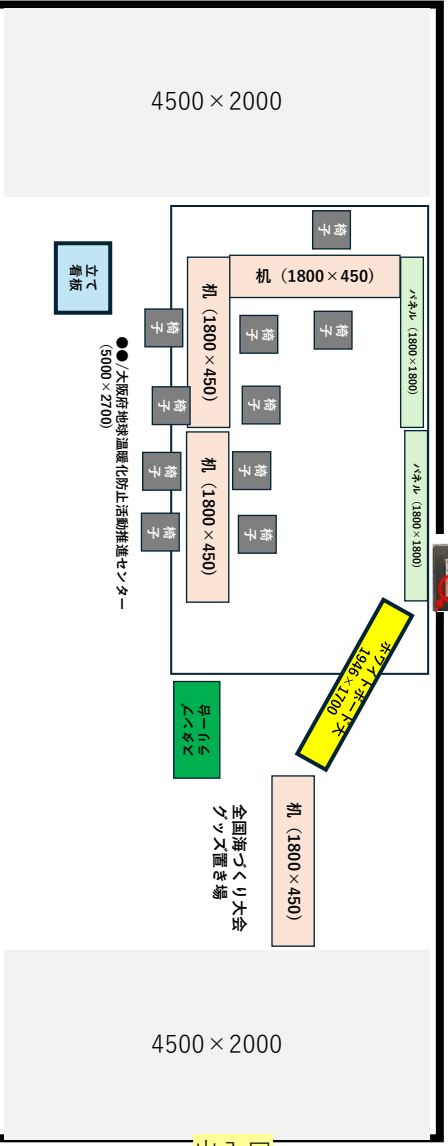 4500×2000
椅
子
机（1800×450）
パネル（1800×1800）
立て
看板
椅
子
机（1800×450）
椅
子
椅
子
●●/大阪府地球温暖化防止活動推進センター
(5000×2700)
椅
子
椅
子
パネル（1800×1800）
椅
子
机（1800×450）
椅
子
椅
子
椅
子
ホワイトボード大
1946×1700
ラリー台
スタンプ
机（1800×450）
全国海づくり大会
グッズ置き場
4500×2000